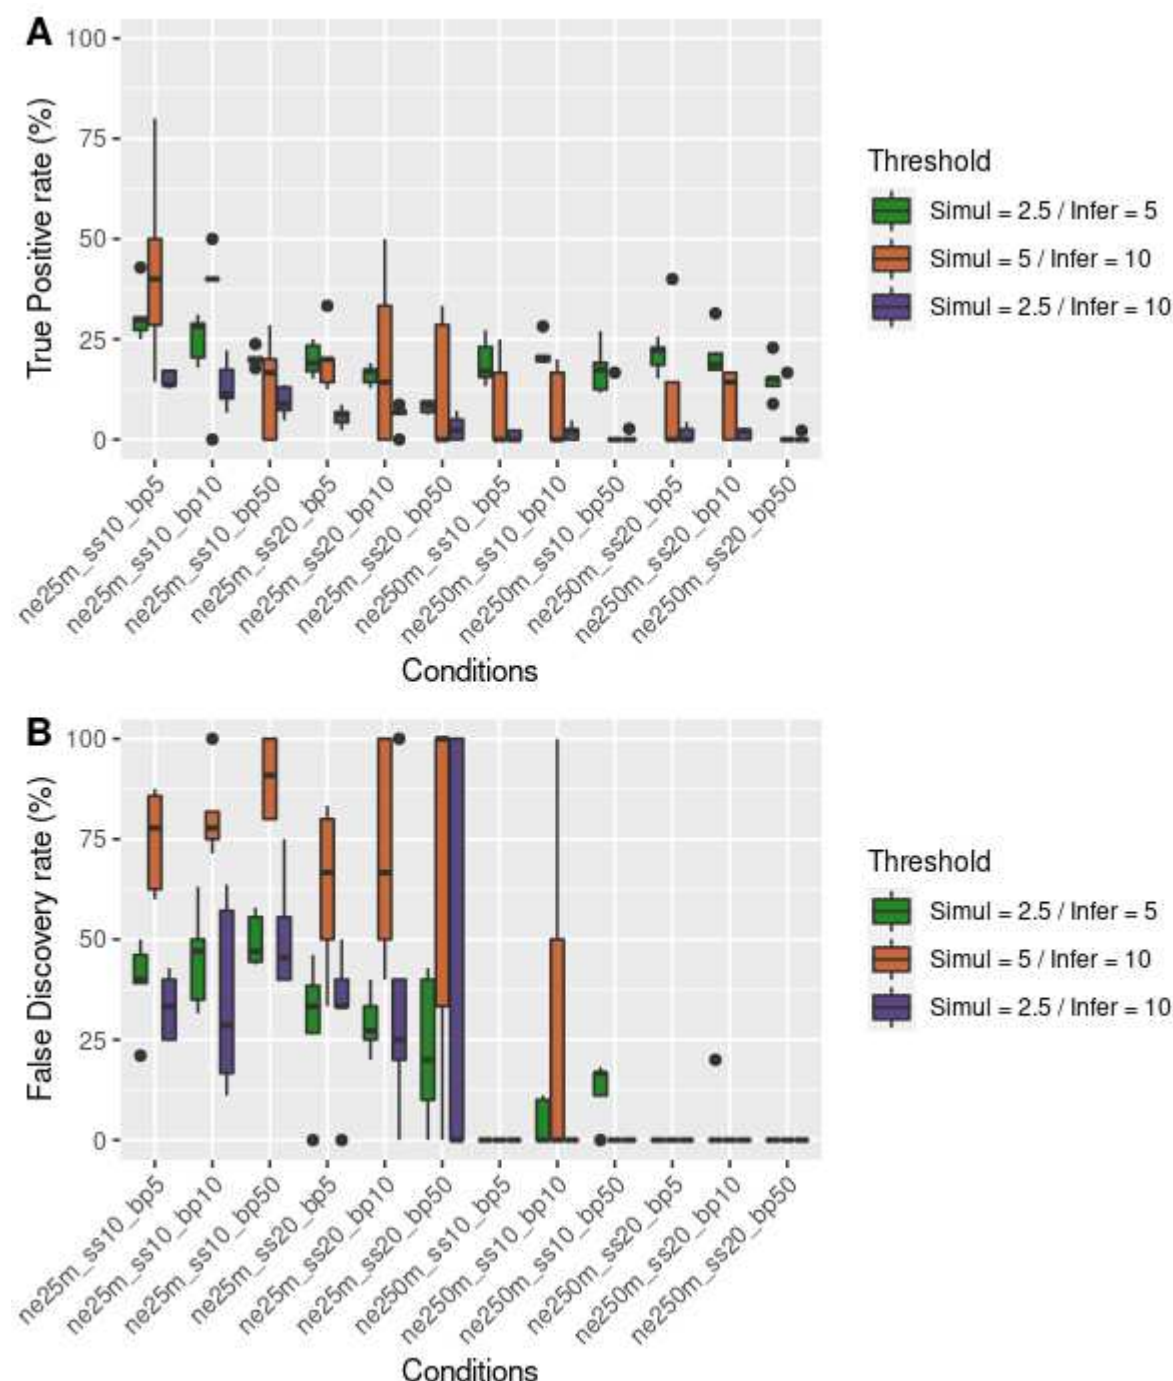 A
True Positive rate (%)
100
75
50
25
0
ne25m_ss10_bp5
ne25m_ss10_bp10
ne25m_ss10_bp50
ne25m_ss20_bp5
ne25m_ss20_bp10
ne25m_ss20_bp50
ne250m_ss10_bp5
ne250m_ss10_bp10
ne250m_ss10_bp50
ne250m_ss20_bp5
ne250m_ss20_bp10
ne250m_ss20_bp50
Conditions
Threshold
Simul = 2.5 / Infer = 5
Simul = 5 / Infer = 10
Simul = 2.5 / Infer = 10
B
False Discovery rate (%)
100
75
50
25
0
ne25m_ss10_bp5
ne25m_ss10_bp10
ne25m_ss10_bp50
ne25m_ss20_bp5
ne25m_ss20_bp10
ne25m_ss20_bp50
ne250m_ss10_bp5
ne250m_ss10_bp10
ne250m_ss10_bp50
ne250m_ss20_bp5
ne250m_ss20_bp10
ne250m_ss20_bp50
Conditions
Threshold
Simul = 2.5 / Infer = 5
Simul = 5 / Infer = 10
Simul = 2.5 / Infer = 10